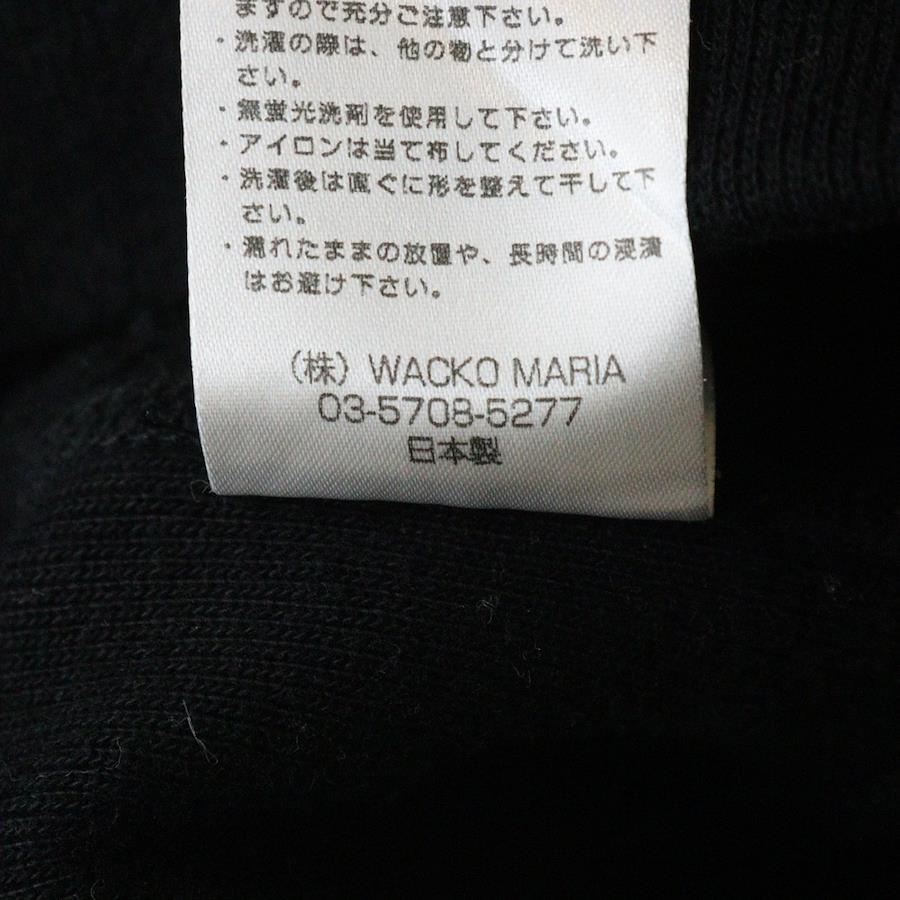 ますので充分ご注意下さい。
・洗濯の際は、他の物と分けて洗い下
さい。
・無蛍光洗剤を使用して下さい。
・アイロンは当て布してください。
・洗濯後は直ぐに形を整えて干して下
さい。
・濡れたままの放置や、長時間の浸漬
はお避け下さい。
(株) WACKO MARIA
03-5708-5277
日本製